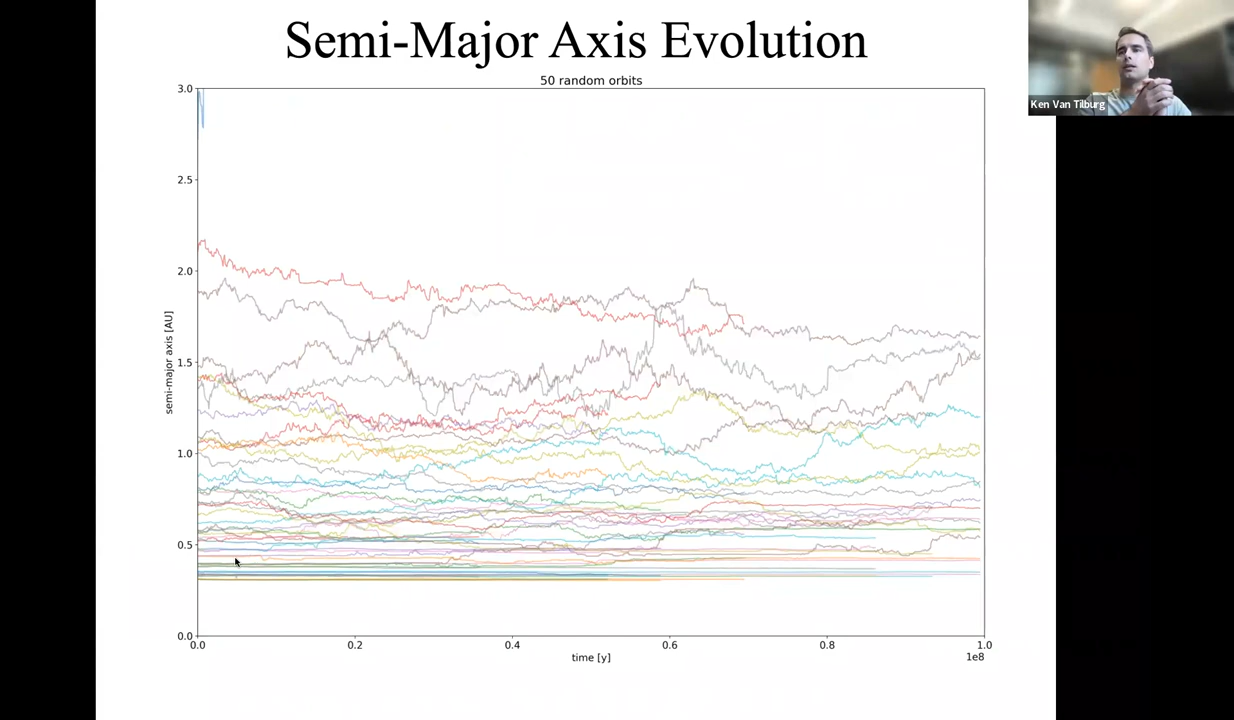 Semi-Major Axis Evolution
50 random orbits
Ken Van Tilburg
3.0
2.5
2.0
1.5
1.0
0.5
0.0
semi-major axis [AU]
0.0 0.2 0.4 0.6 0.8 1.0
time [y]
1e8